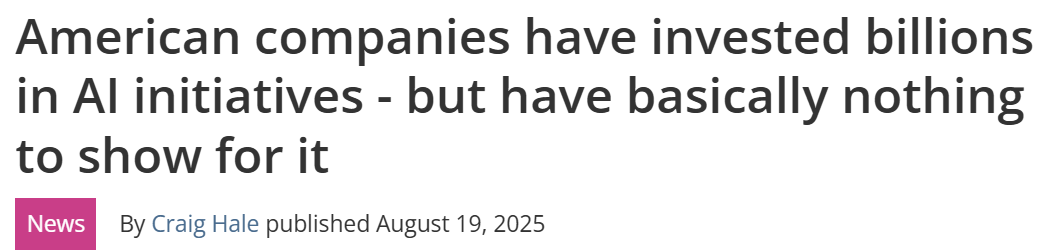 American companies have invested billions
in AI initiatives - but have basically nothing
to show for it
News By Craig Hale published August 19, 2025